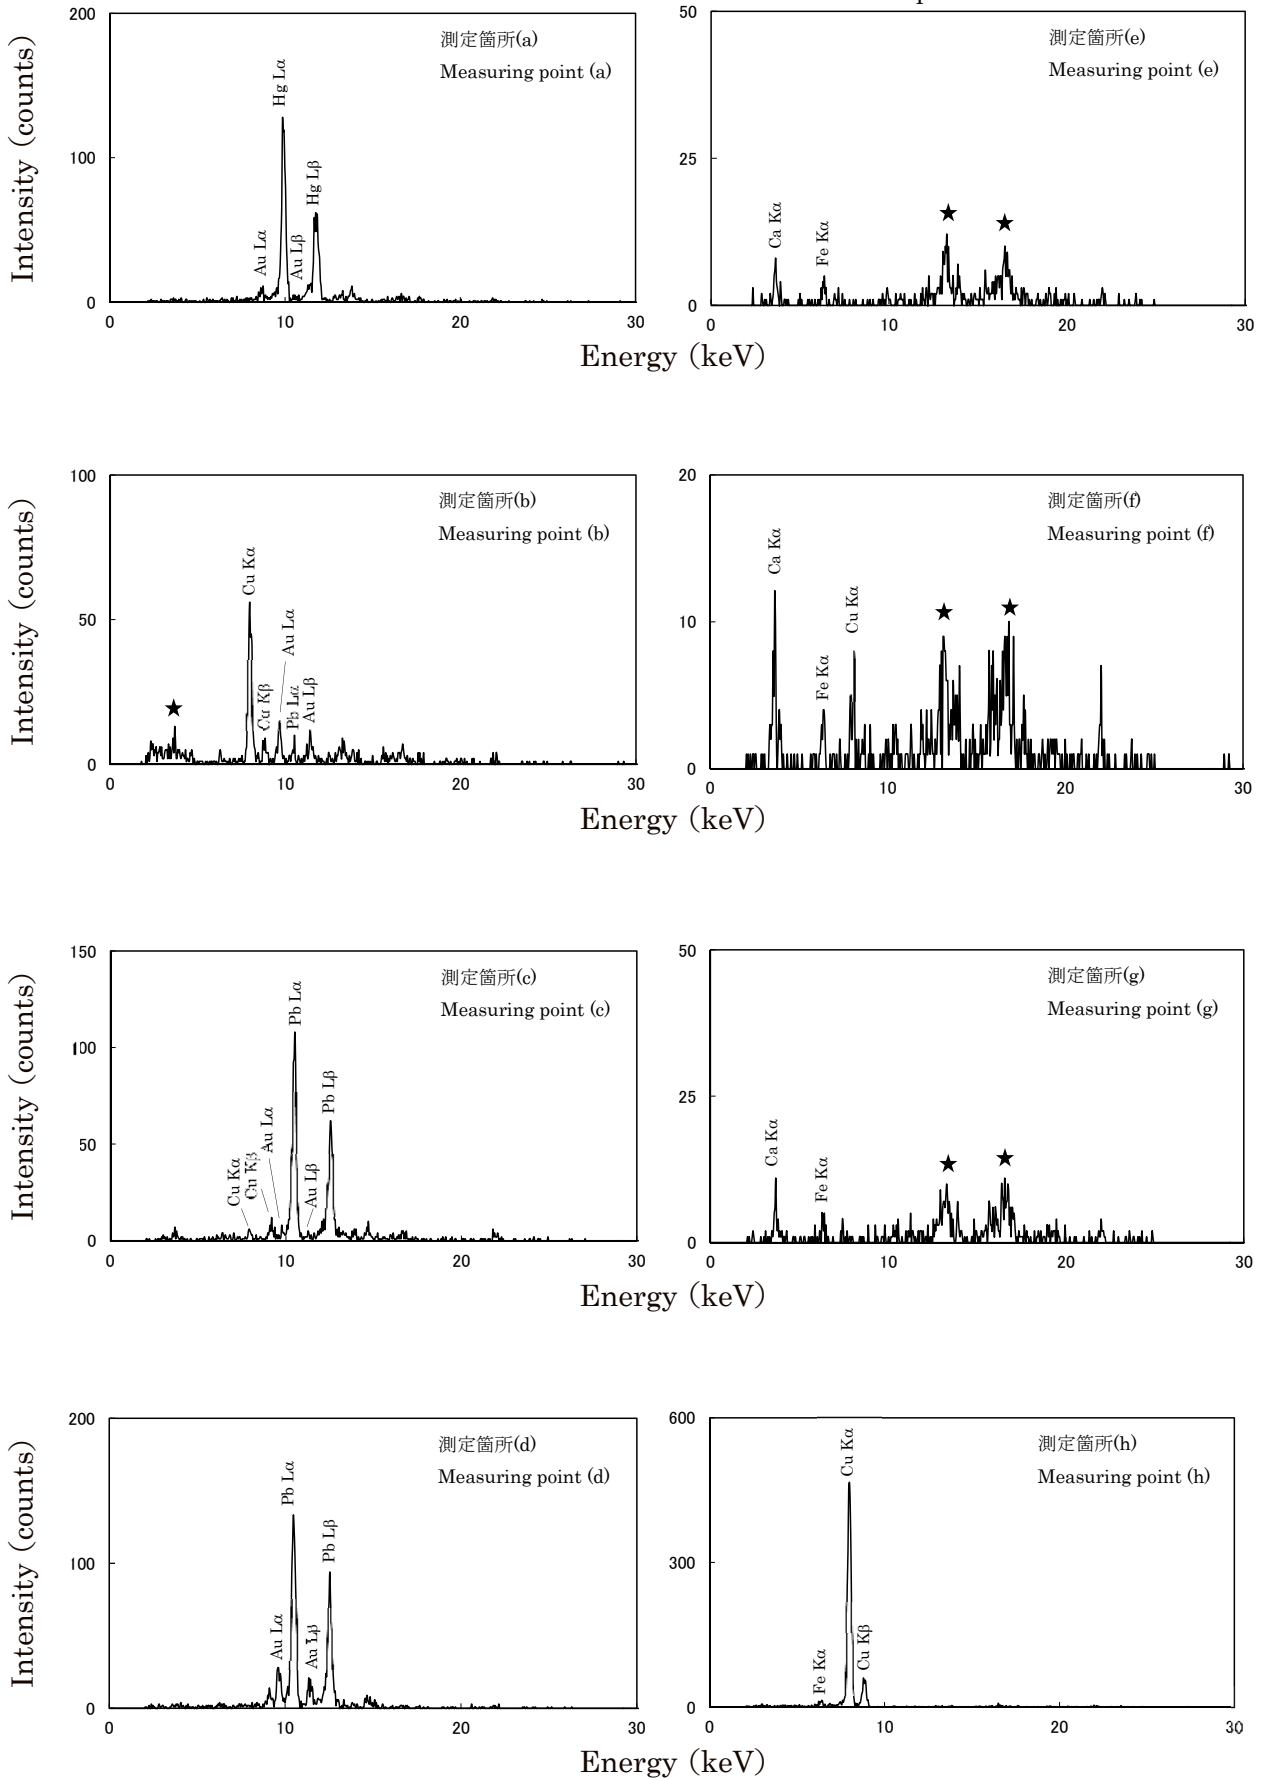 Intensity (counts)
200
100
0
0
10
20
30
Au Lα
Hg Lα
Au Lβ
Hg Lβ
測定箇所(a)
Measuring point (a)
50
25
0
0
10
20
30
Ca Kα
Fe Kα
★
★
測定箇所(e)
Measuring point (e)
Energy (keV)
Intensity (counts)
100
50
0
0
10
20
30
★
Cu Kα
Cu Kβ
Au Lα
Pb Lα
Au Lβ
測定箇所(b)
Measuring point (b)
20
10
0
0
10
20
30
Ca Kα
Fe Kα
Cu Kα
★
★
測定箇所(f)
Measuring point (f)
Energy (keV)
Intensity (counts)
150
100
50
0
0
10
20
30
Cu Kα
Cu Kβ
Au Lα
Pb Lα
Au Lβ
Pb Lβ
測定箇所(c)
Measuring point (c)
50
25
0
0
10
20
30
Ca Kα
Fe Kα
★
★
測定箇所(g)
Measuring point (g)
Energy (keV)
Intensity (counts)
200
100
0
0
10
20
30
Au Lα
Pb Lα
Au Lβ
Pb Lβ
測定箇所(d)
Measuring point (d)
600
300
0
0
10
20
30
Fe Kα
Cu Kα
Cu Kβ
測定箇所(h)
Measuring point (h)
Energy (keV)